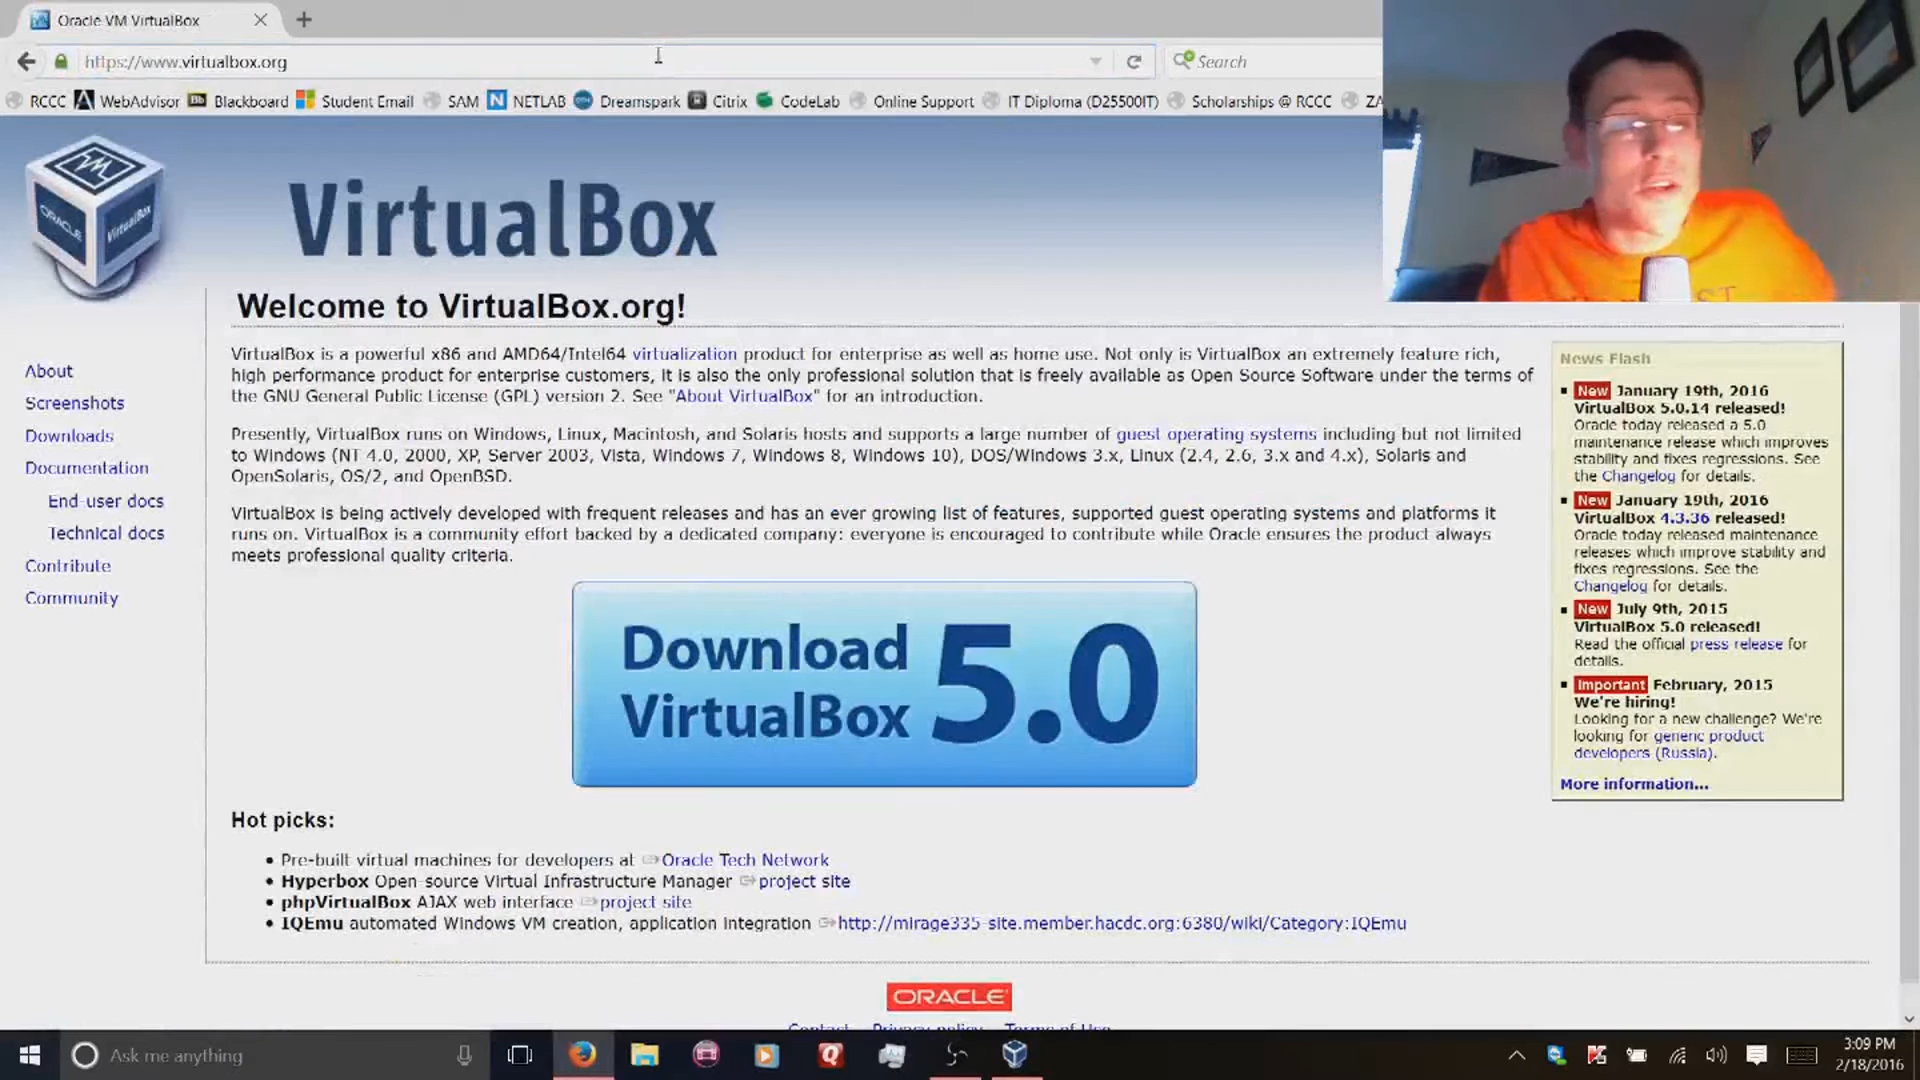 Oracle VM VirtualBox
https://www.virtualbox.org
Search
RCCC WebAdvisor Blackboard Student Email SAM NETLAB Dreamspark Citrix CodeLab Online Support IT Diploma (D25500IT) Scholarships @ RCCC ZA
ORACLE
VirtualBox
VirtualBox
Welcome to VirtualBox.org!
About
Screenshots
Downloads
Documentation
End-user docs
Technical docs
Contribute
Community
VirtualBox is a powerful x86 and AMD64/Intel64 virtualization product for enterprise as well as home use. Not only is VirtualBox an extremely feature rich,
high performance product for enterprise customers, it is also the only professional solution that is freely available as Open Source Software under the terms of
the GNU General Public License (GPL) version 2. See "About VirtualBox" for an introduction.
Presently, VirtualBox runs on Windows, Linux, Macintosh, and Solaris hosts and supports a large number of guest operating systems including but not limited
to Windows (NT 4.0, 2000, XP, Server 2003, Vista, Windows 7, Windows 8, Windows 10), DOS/Windows 3.x, Linux (2.4, 2.6, 3.x and 4.x), Solaris and
OpenSolaris, OS/2, and OpenBSD.
VirtualBox is being actively developed with frequent releases and has an ever growing list of features, supported guest operating systems and platforms it
runs on. VirtualBox is a community effort backed by a dedicated company: everyone is encouraged to contribute while Oracle ensures the product always
meets professional quality criteria.
Download
VirtualBox 5.0
Hot picks:
Pre-built virtual machines for developers at Oracle Tech Network
Hyperbox Open-source Virtual Infrastructure Manager project site
phpVirtualBox AJAX web interface project site
IQEmu automated Windows VM creation, application integration http://mirage335-site.member.hacdc.org:6380/wiki/Category:IQEmu
News Flash
New January 19th, 2016
VirtualBox 5.0.14 released!
Oracle today released a 5.0
maintenance release which improves
stability and fixes regressions. See
the Changelog for details.
New January 19th, 2016
VirtualBox 4.3.36 released!
Oracle today released maintenance
releases which improve stability and
fixes regressions. See the
Changelog for details.
New July 9th, 2015
VirtualBox 5.0 released!
Read the official press release for
details.
Important February, 2015
We're hiring!
Looking for a new challenge? We're
looking for generic product
developers (Russia).
More information...
ORACLE
Contact Privacy policy Terms of Use
Ask me anything
3:09 PM
2/18/2016